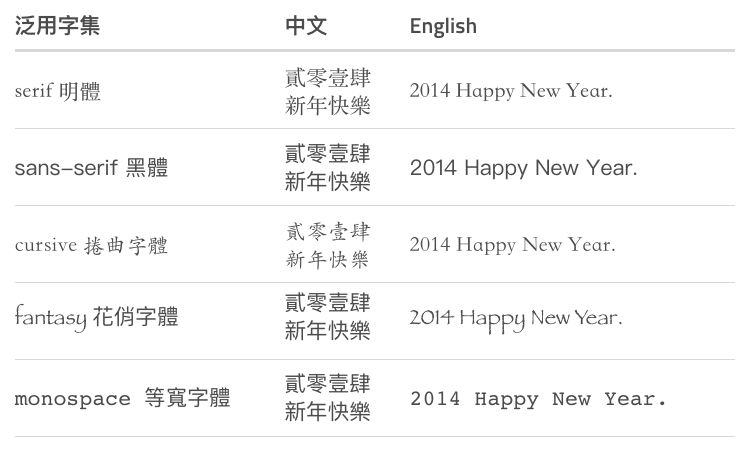 泛用字集 中文 English
serif 明體 貳零壹肆 2014 Happy New Year.
新年快樂
sans-serif 黑體 貳零壹肆 2014 Happy New Year.
新年快樂
cursive 捲曲字體 貳零壹肆 2014 Happy New Year.
新年快樂
fantasy 花俏字體 貳零壹肆 2014 Happy New Year.
新年快樂
monospace 等寬字體 貳零壹肆 2014 Happy New Year.
新年快樂